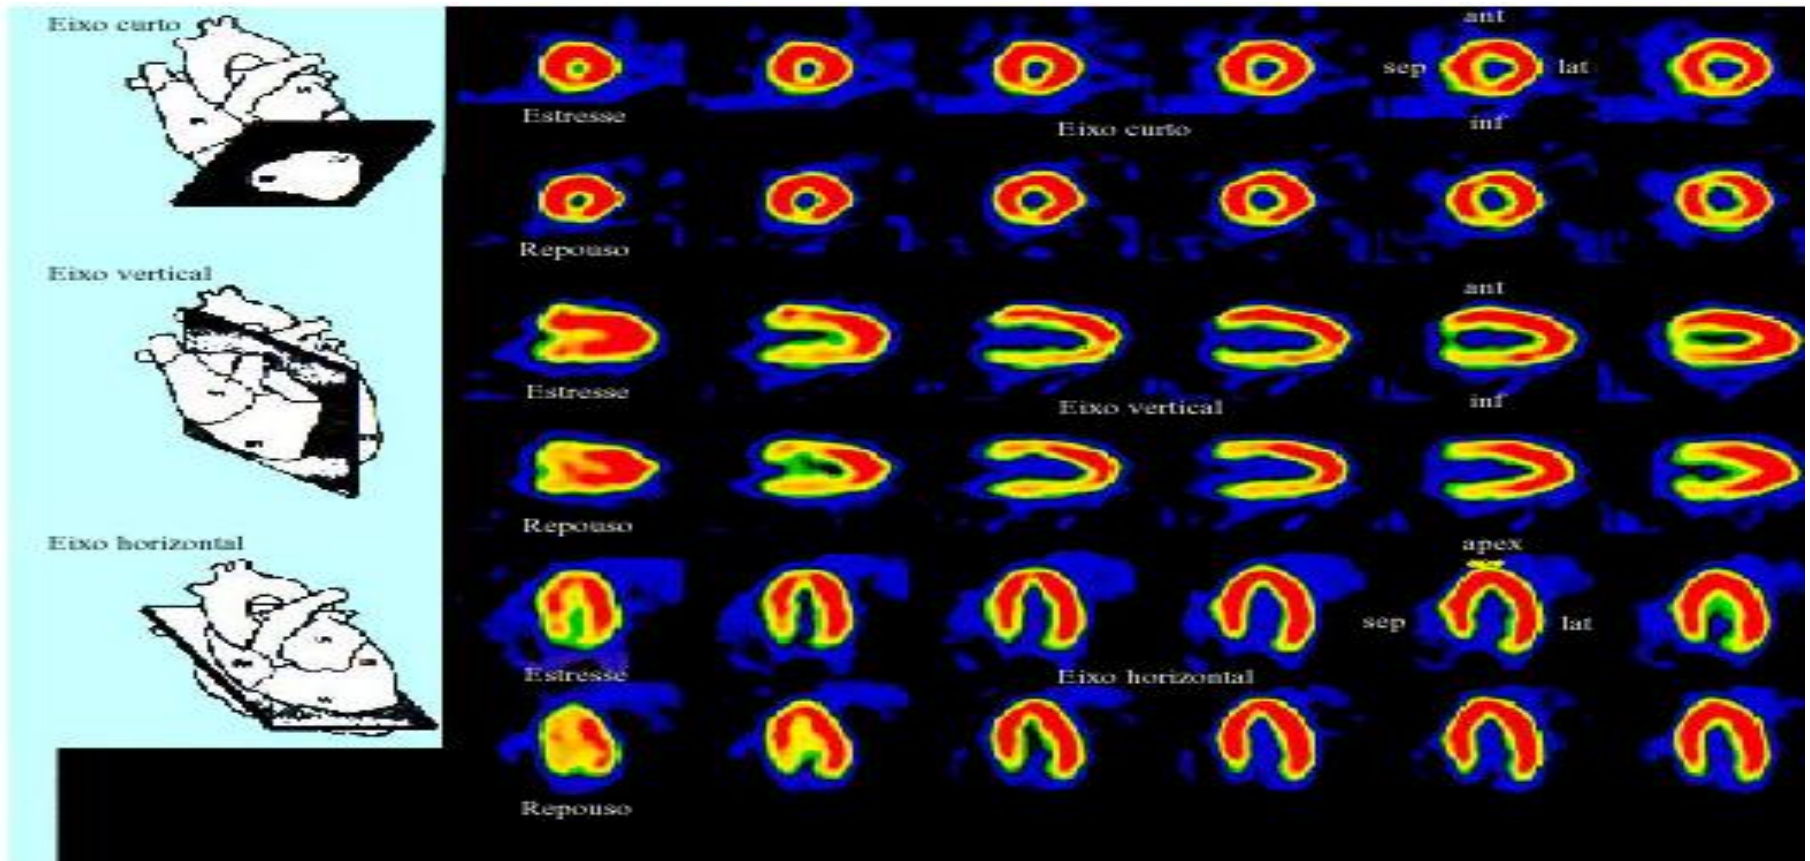 Eixo curto
ant
sep
lat
Estresse
Eixo curto
inf
Repouso
Eixo vertical
ant
Estresse
Eixo vertical
inf
Repouso
Eixo horizontal
apex
sep
lat
Estresse
Eixo horizontal
Repouso